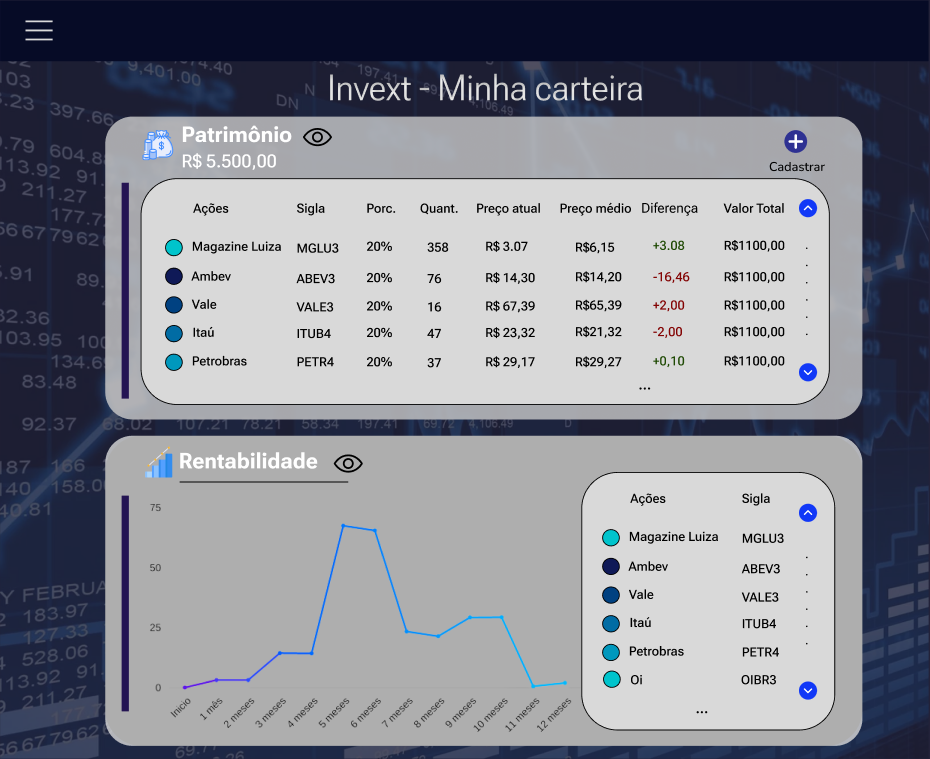 Invext - Minha carteira
Patrimônio
R$ 5.500,00
Cadastrar
Ações Sigla Porc. Quant. Preço atual Preço médio Diferença Valor Total
Magazine Luiza MGLU3 20% 358 R$ 3.07 R$6,15 +3.08 R$1100,00
Ambev ABEV3 20% 76 R$ 14,30 R$14,20 -16,46 R$1100,00
Vale VALE3 20% 16 R$ 67,39 R$65,39 +2,00 R$1100,00
Itaú ITUB4 20% 47 R$ 23,32 R$21,32 -2,00 R$1100,00
Petrobras PETR4 20% 37 R$ 29,17 R$29,27 +0,10 R$1100,00
...
Rentabilidade
75
50
25
0
Inicio 1 mês 2 meses 3 meses 4 meses 5 meses 6 meses 7 meses 8 meses 9 meses 10 meses 11 meses 12 meses
Ações Sigla
Magazine Luiza MGLU3
Ambev ABEV3
Vale VALE3
Itaú ITUB4
Petrobras PETR4
Oi OIBR3
...